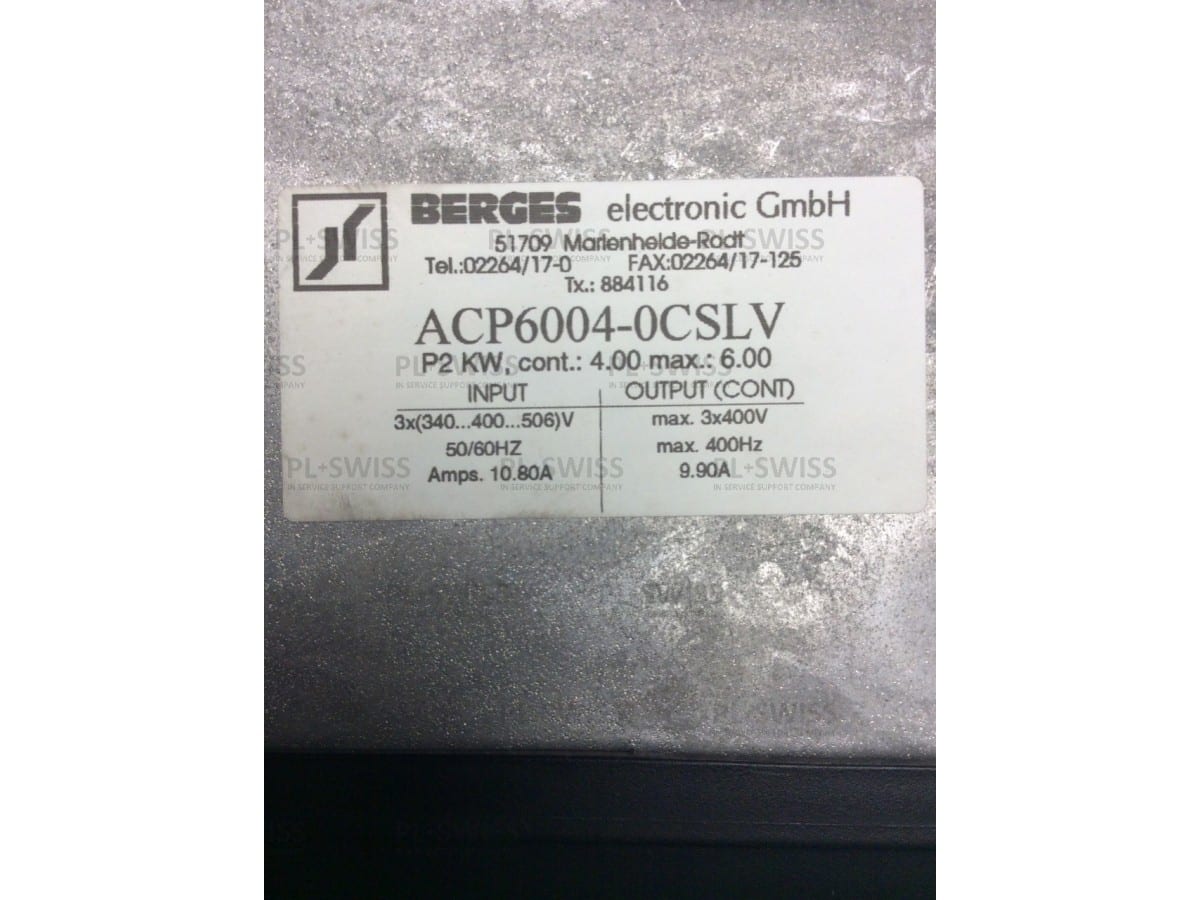 BERGES electronic GmbH
51709 Marienheide-Rodt
Tel.:02264/17-0 FAX:02264/17-125
Tx.: 884116
ACP6004-0CSLV
P2 KW, cont.: 4.00 max.: 6.00
INPUT OUTPUT (CONT)
3x(340...400...506)V max. 3x400V
50/60HZ max. 400Hz
Amps. 10.80A 9.90A
PL+SWISS
IN SERVICE SUPPORT COMPANY